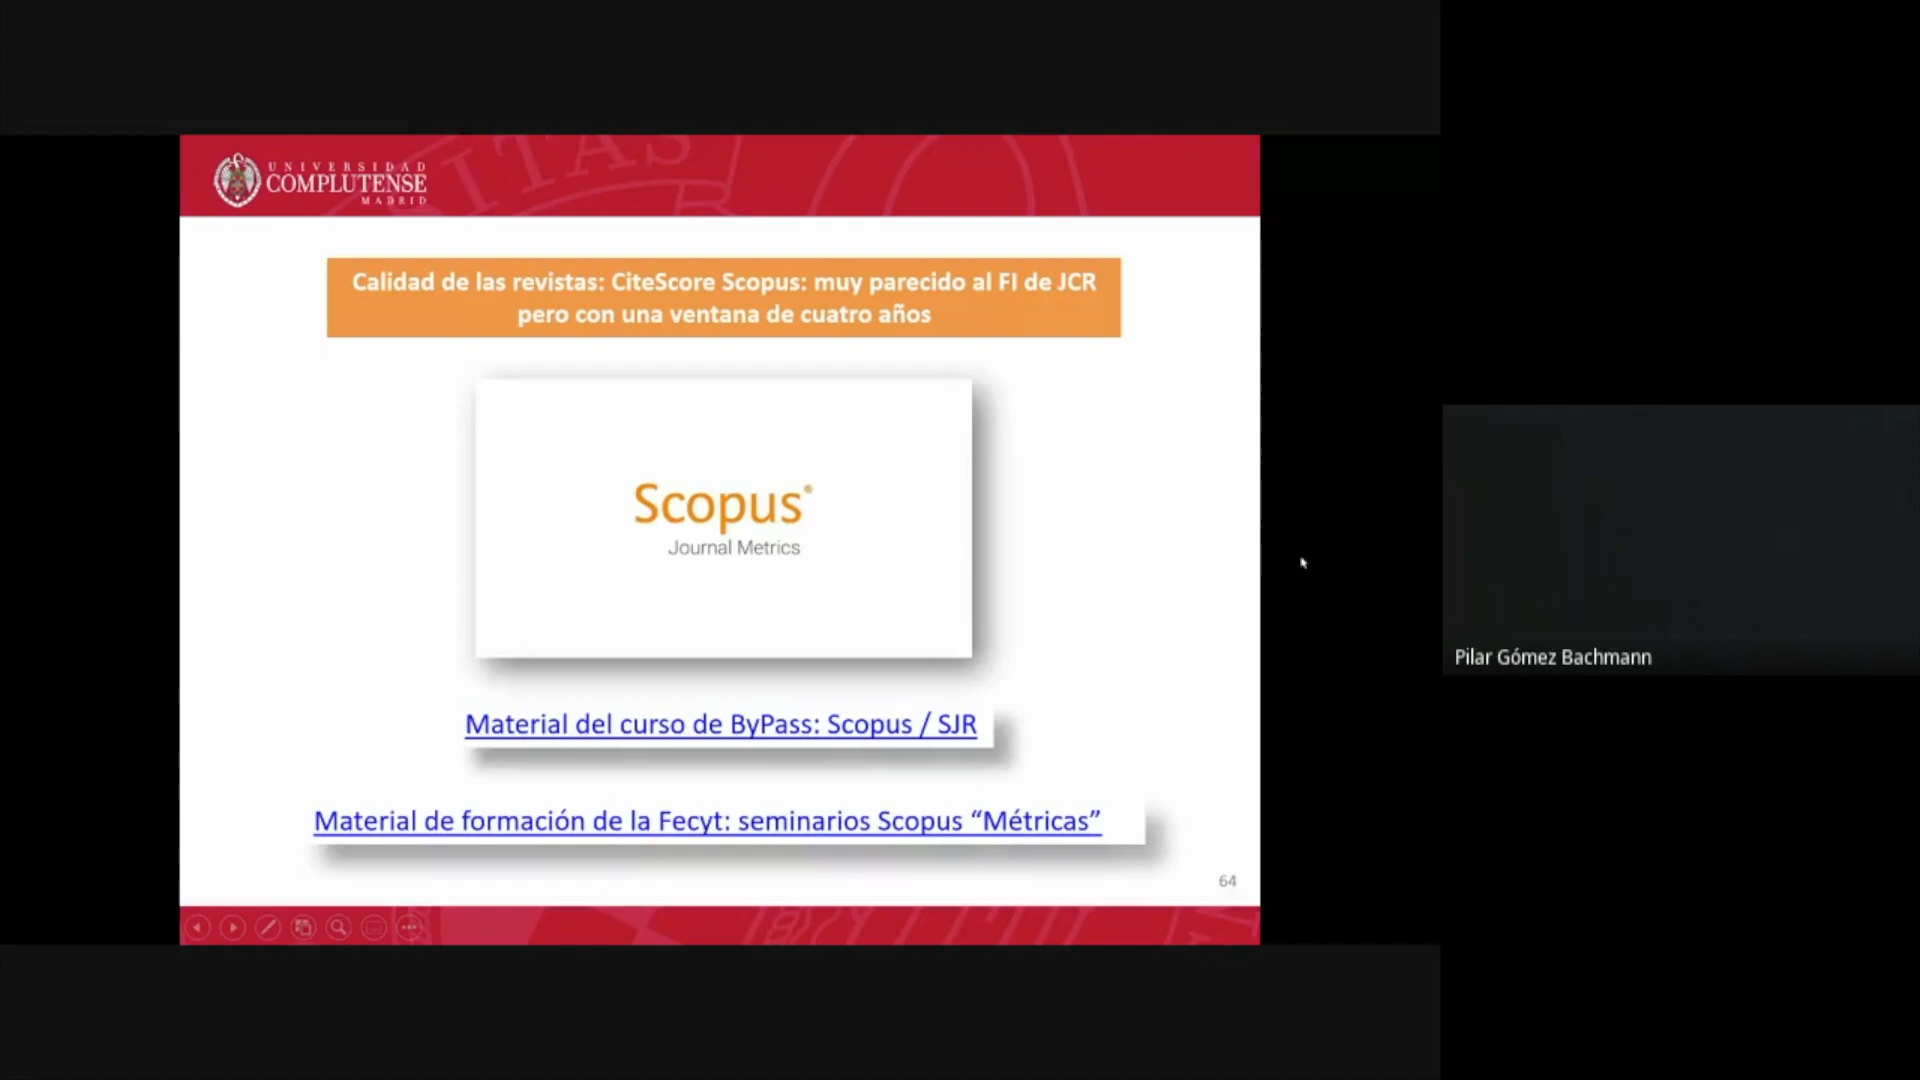 UNIVERSIDAD
COMPLUTENSE
MADRID
Calidad de las revistas: CiteScore Scopus: muy parecido al FI de JCR
pero con una ventana de cuatro años
Scopus®
Journal Metrics
Material del curso de ByPass: Scopus / SJR
Material de formación de la Fecyt: seminarios Scopus “Métricas”
64
Pilar Gómez Bachmann